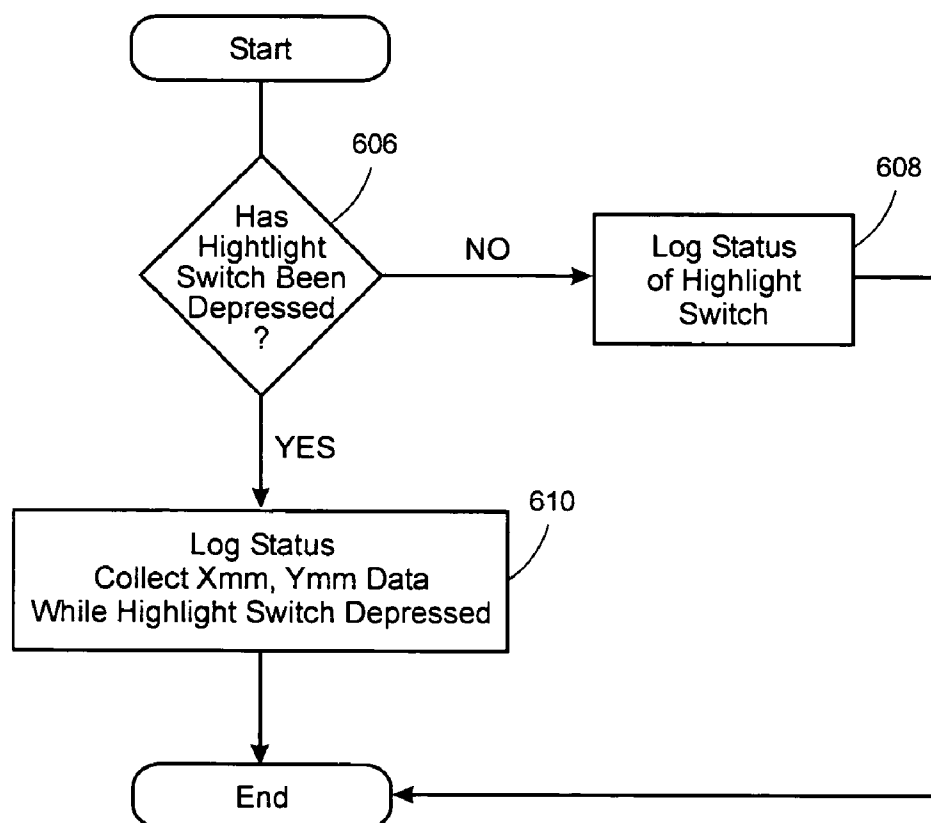 Start
606
Has
Hightlight
Switch Been
Depressed
?
NO
608
Log Status
of Highlight
Switch
YES
610
Log Status
Collect Xmm, Ymm Data
While Highlight Switch Depressed
End